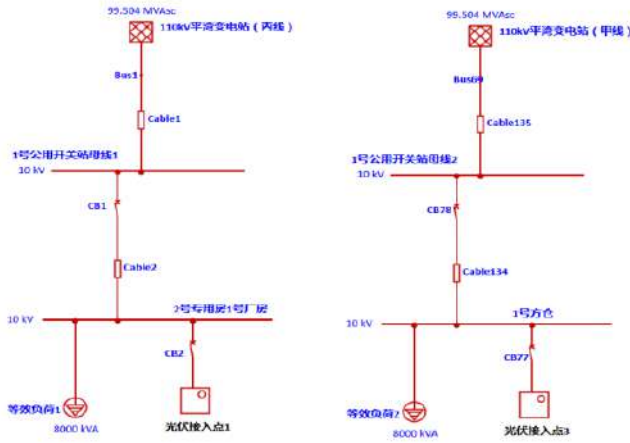 99.504 MVAsc
110kV平湾变电站（丙线）
Bus1
Cable1
1号公用开关站母线1
10 kV
CB1
Cable2
2号专用房1号厂房
10 kV
CB2
等效负荷1
8000 kVA
光伏接入点1
99.504 MVAsc
110kV平湾变电站（甲线）
Bus69
Cable135
1号公用开关站母线2
10 kV
CB78
Cable134
1号方仓
10 kV
CB77
等效负荷2
8000 kVA
光伏接入点3